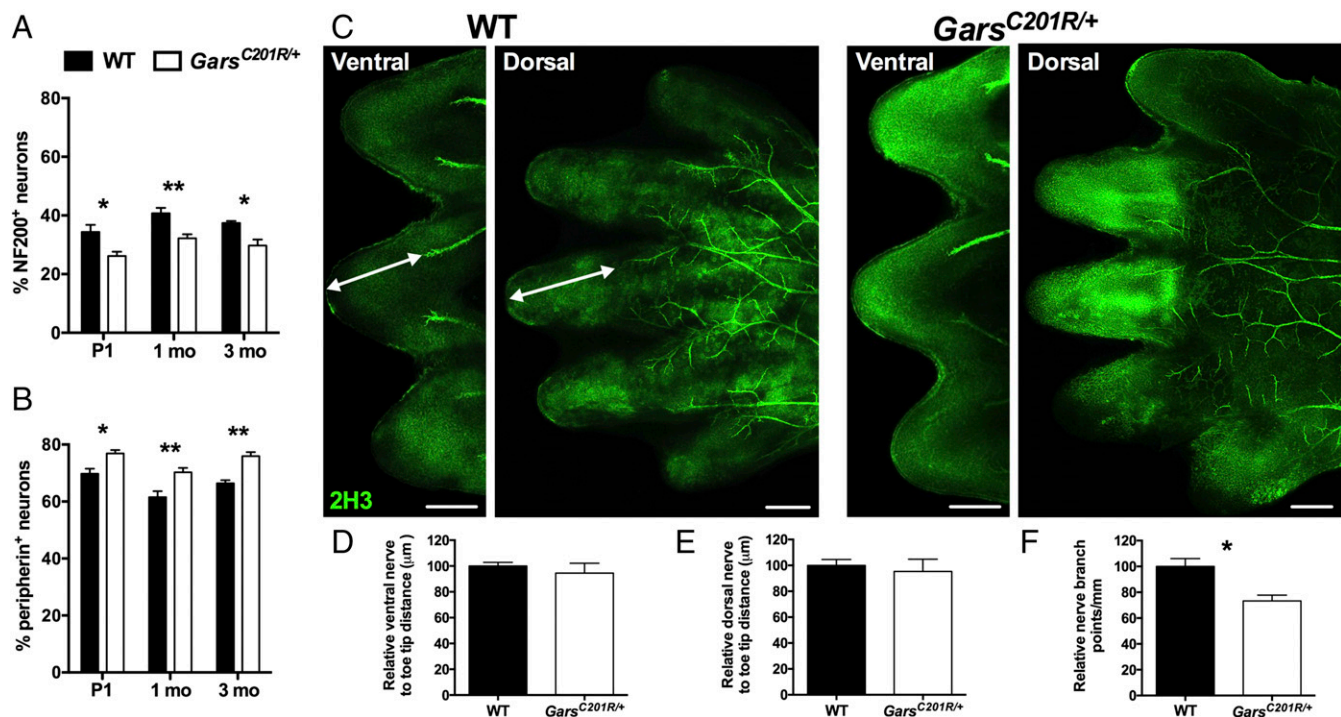 A
WT Gars^C201R/+
% NF200+ neurons
80
60
40
20
0
* ** *
P1 1 mo 3 mo
B
% peripherin+ neurons
80
60
40
20
0
* ** **
P1 1 mo 3 mo
C
WT Gars^C201R/+
Ventral Dorsal Ventral Dorsal
2H3
D
Relative ventral nerve
to toe tip distance (μm)
120
100
80
60
40
20
0
WT Gars^C201R/+
E
Relative dorsal nerve
to toe tip distance (μm)
120
100
80
60
40
20
0
WT Gars^C201R/+
F
Relative nerve branch
points/mm
120
100
80
60
40
20
0
*
WT Gars^C201R/+